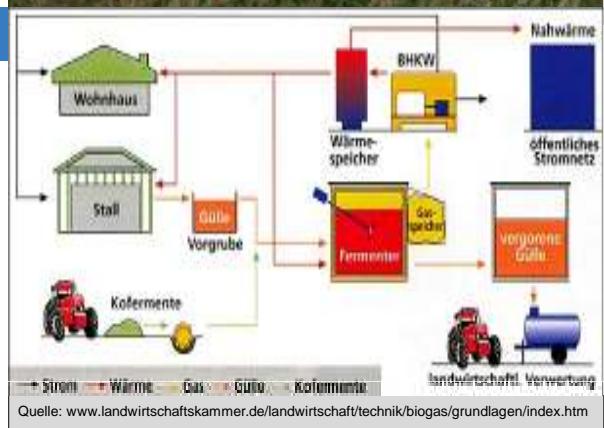 Nahwärme
BHKW
Wohnhaus
Wärme-
speicher
öffentliches
Stromnetz
Stall
Gülle
Vorgrube
Gas-
speicher
Fermenter
vergorene
Gülle
Kofermente
Strom Wärme Gas Gülle Kofermente
landwirtschaftl. Verwertung
Quelle: www.landwirtschaftskammer.de/landwirtschaft/technik/biogas/grundlagen/index.htm